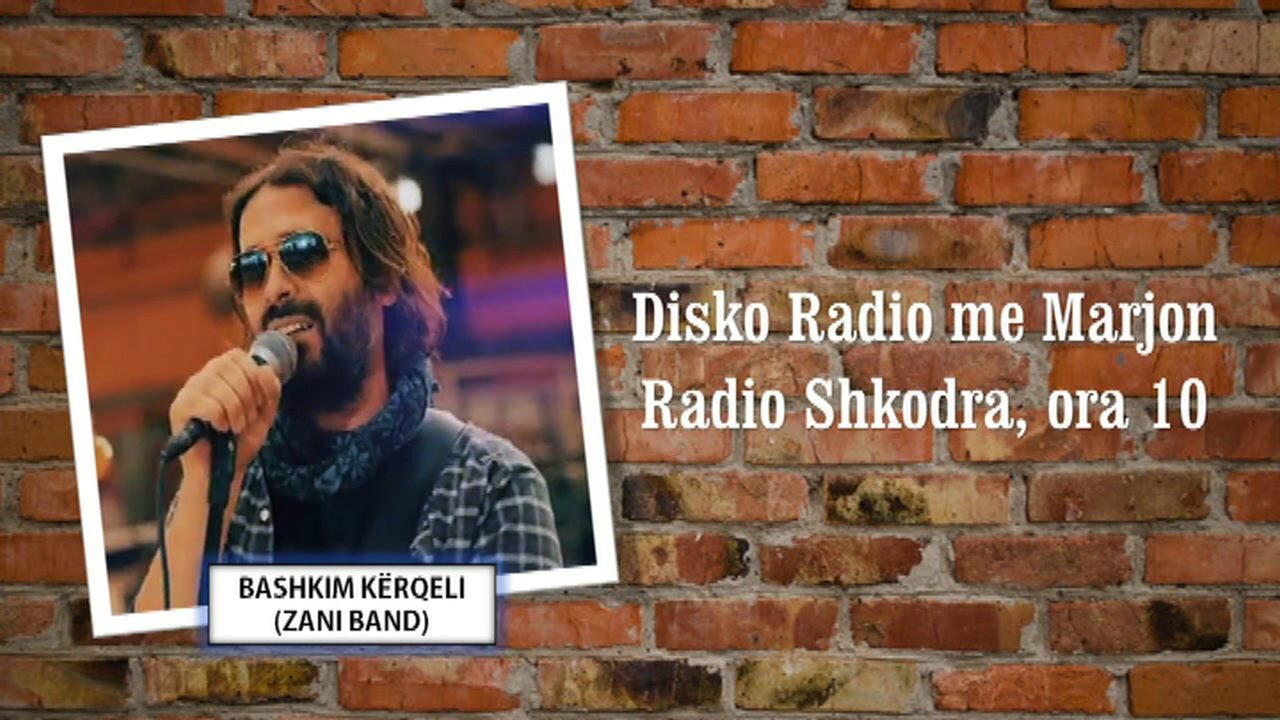 Disko Radio me Marjon
Radio Shkodra, ora 10
BASHKIM KËRQELI
(ZANI BAND)